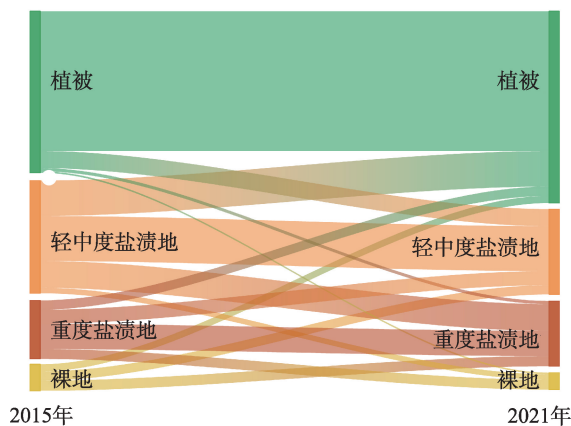 植被
植被
轻中度盐渍地
轻中度盐渍地
重度盐渍地
重度盐渍地
裸地
裸地
2015年
2021年